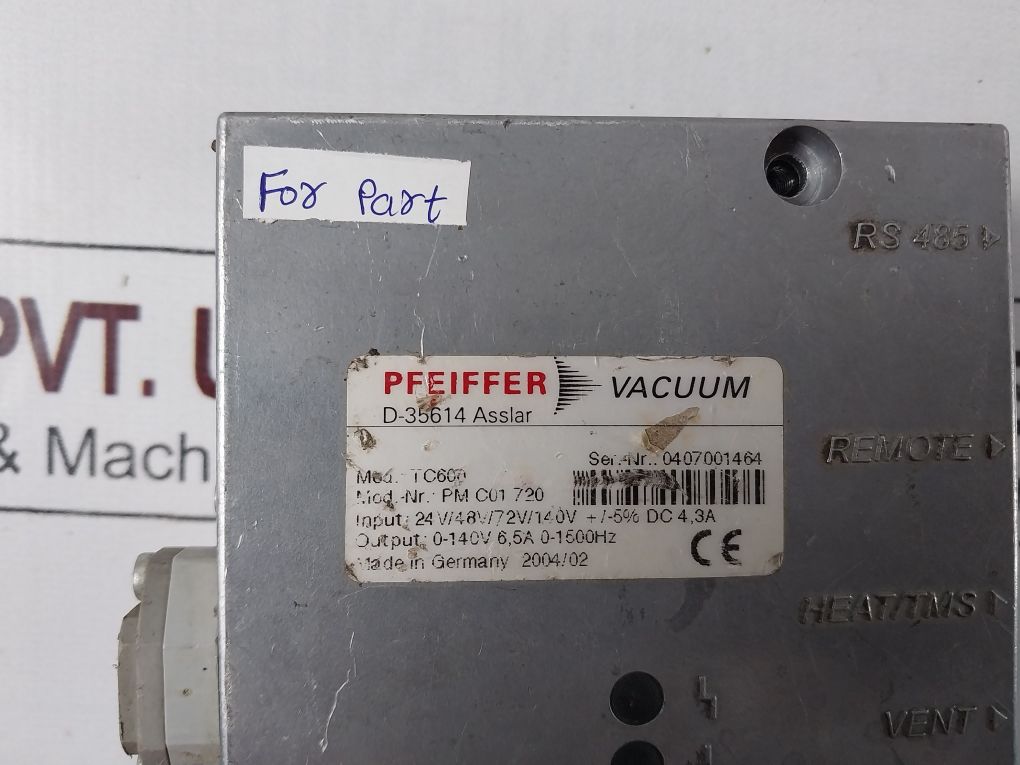 For Part
RS 485
PVT. U
& Mach
PFEIFFER VACUUM
D-35614 Asslar
REMOTE
Ser.-Nr.: 0407001464
Mod.: TC600
Mod.-Nr.: PM C01 720
Input: 24V/48V/72V/140V +/-5% DC 4,3A
Output: 0-140V 6,5A 0-1500Hz
CE
Made in Germany 2004/02
HEAT/TMS
VENT